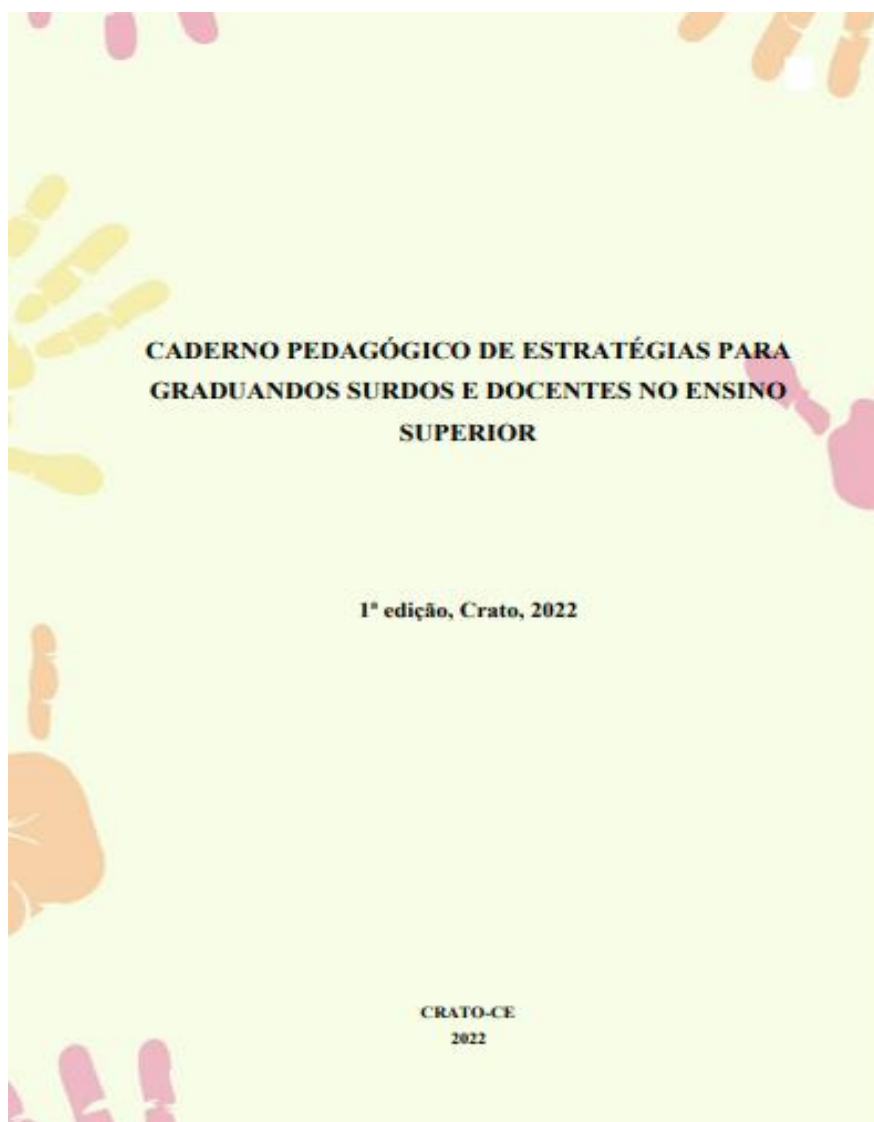 CADERNO PEDAGÓGICO DE ESTRATÉGIAS PARA
GRADUANDOS SURDOS E DOCENTES NO ENSINO
SUPERIOR
1ª edição, Crato, 2022
CRATO-CE
2022